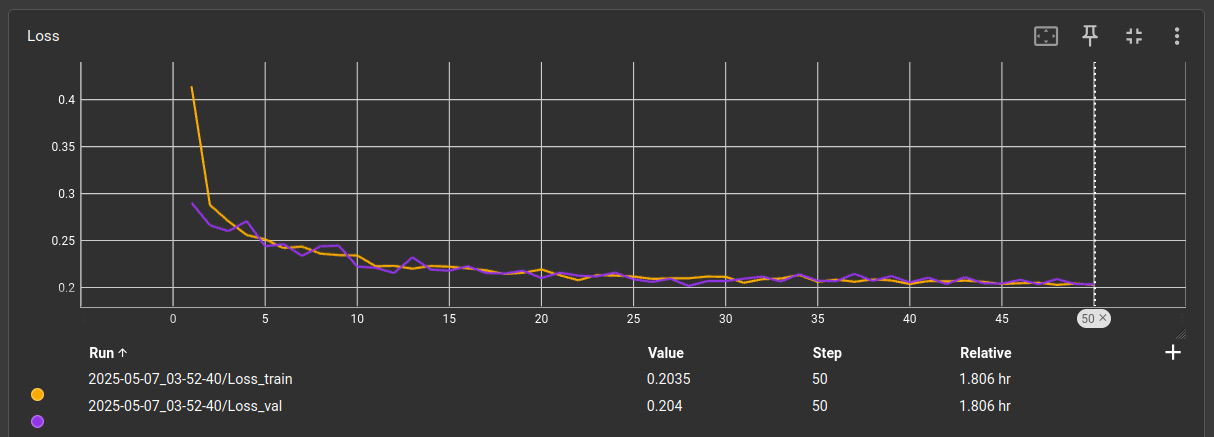 Loss
0.4
0.35
0.3
0.25
0.2
0 5 10 15 20 25 30 35 40 45 50 ×
Run ↑ Value Step Relative +
2025-05-07_03-52-40/Loss_train 0.2035 50 1.806 hr
2025-05-07_03-52-40/Loss_val 0.204 50 1.806 hr